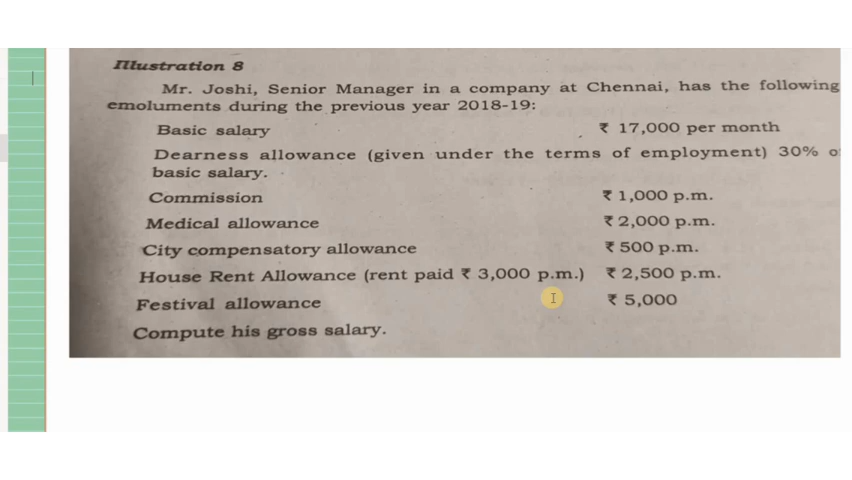 Illustration 8
Mr. Joshi, Senior Manager in a company at Chennai, has the following
emoluments during the previous year 2018-19:
Basic salary ₹ 17,000 per month
Dearness allowance (given under the terms of employment) 30% o
basic salary.
Commission ₹ 1,000 p.m.
Medical allowance ₹ 2,000 p.m.
City compensatory allowance ₹ 500 p.m.
House Rent Allowance (rent paid ₹ 3,000 p.m.) ₹ 2,500 p.m.
Festival allowance ₹ 5,000
Compute his gross salary.